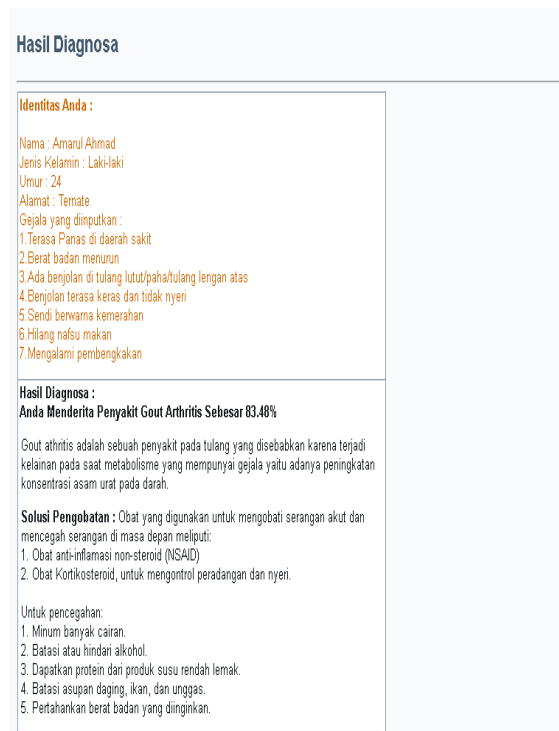 Hasil Diagnosa
Identitas Anda :
Nama : Amarul Ahmad
Jenis Kelamin : Laki-laki
Umur : 24
Alamat : Ternate
Gejala yang diinputkan :
1.Terasa Panas di daerah sakit
2.Berat badan menurun
3.Ada benjolan di tulang lutut/paha/tulang lengan atas
4.Benjolan terasa keras dan tidak nyeri
5.Sendi berwarna kemerahan
6.Hilang nafsu makan
7.Mengalami pembengkakan
Hasil Diagnosa :
Anda Menderita Penyakit Gout Arthritis Sebesar 83.48%
Gout athritis adalah sebuah penyakit pada tulang yang disebabkan karena terjadi
kelainan pada saat metabolisme yang mempunyai gejala yaitu adanya peningkatan
konsentrasi asam urat pada darah.
Solusi Pengobatan : Obat yang digunakan untuk mengobati serangan akut dan
mencegah serangan di masa depan meliputi:
1. Obat anti-inflamasi non-steroid (NSAID)
2. Obat Kortikosteroid, untuk mengontrol peradangan dan nyeri.
Untuk pencegahan:
1. Minum banyak cairan.
2. Batasi atau hindari alkohol.
3. Dapatkan protein dari produk susu rendah lemak.
4. Batasi asupan daging, ikan, dan unggas.
5. Pertahankan berat badan yang diinginkan.